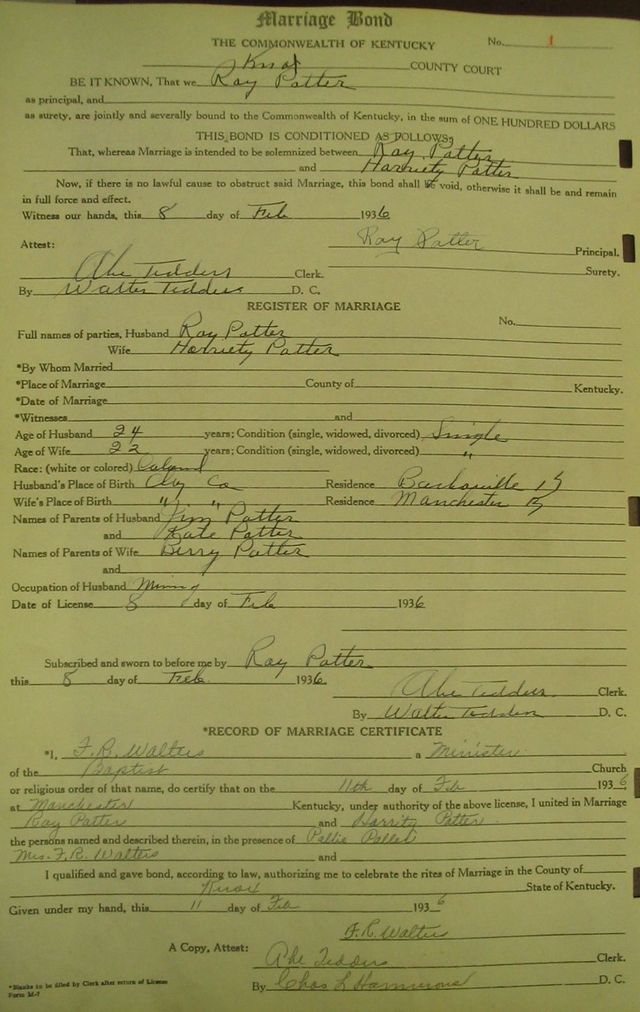 Marriage Bond
THE COMMONWEALTH OF KENTUCKY No. 1
Knox COUNTY COURT
BE IT KNOWN, That we Ray Patter
as principal, and
as surety, are jointly and severally bound to the Commonwealth of Kentucky, in the sum of ONE HUNDRED DOLLARS
THIS BOND IS CONDITIONED AS FOLLOWS,
That, whereas Marriage is intended to be solemnized between Ray Patter
and Harriety Patter
Now, if there is no lawful cause to obstruct said Marriage, this bond shall be void, otherwise it shall be and remain
in full force and effect.
Witness our hands, this 8 day of Feb 1936
Ray Patter Principal.
Attest: Surety.
Abe Tedders Clerk.
By Walter Tedders D. C.
REGISTER OF MARRIAGE
No.
Full names of parties, Husband Ray Patter
Wife Harriety Patter
*By Whom Married
*Place of Marriage County of Kentucky.
*Date of Marriage
*Witnesses and
Age of Husband 24 years; Condition (single, widowed, divorced) Single
Age of Wife 22 years; Condition (single, widowed, divorced) "
Race: (white or colored) Colored
Husband's Place of Birth Clay Co Residence Barboville Ky
Wife's Place of Birth " " Residence Manchester Ky
Names of Parents of Husband Jim Patter
and Kate Patter
Names of Parents of Wife Berry Patter
and
Occupation of Husband Mining
Date of License 8 day of Feb 1936
Subscribed and sworn to before me by Ray Patter
this 8 day of Feb 1936
Abe Tedders Clerk.
By Walter Tedders D. C.
*RECORD OF MARRIAGE CERTIFICATE
*I, F. R. Walters a Minister
of the Baptist Church
or religious order of that name, do certify that on the 11th day of Feb 1936
at Manchester Kentucky, under authority of the above license, I united in Marriage
Ray Patter and Harrity Patter
the persons named and described therein, in the presence of Pallie
Mrs. F. R. Walters and
I qualified and gave bond, according to law, authorizing me to celebrate the rites of Marriage in the County of
Knox State of Kentucky.
Given under my hand, this 11 day of Feb 1936
F. R. Walters
A Copy, Attest: Abe Tedders Clerk.
By Chas L D. C.
*Blanks to be filled by Clerk after return of License
Form M-7